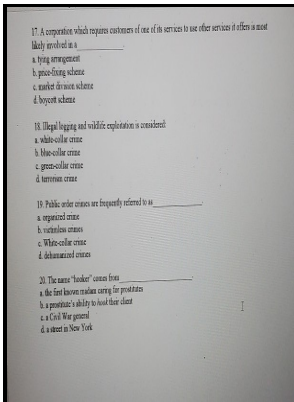 17. A corporation which requires customers of one of its services to use other services it offers is most
likely involved in a ____________.
a. tying arrangement
b. price-fixing scheme
c. market division scheme
d. boycott scheme
18. Illegal logging and wildlife exploitation is considered:
a. white-collar crime
b. blue-collar crime
c. green-collar crime
d. terrorism crime
19. Public order crimes are frequently referred to as ____________.
a. organized crime
b. victimless crimes
c. White-collar crime
d. dehumanized crimes
20. The name "hooker" comes from ____________________.
a. the first known madam caring for prostitutes
b. a prostitute's ability to hook their client
c. a Civil War general
d. a street in New York